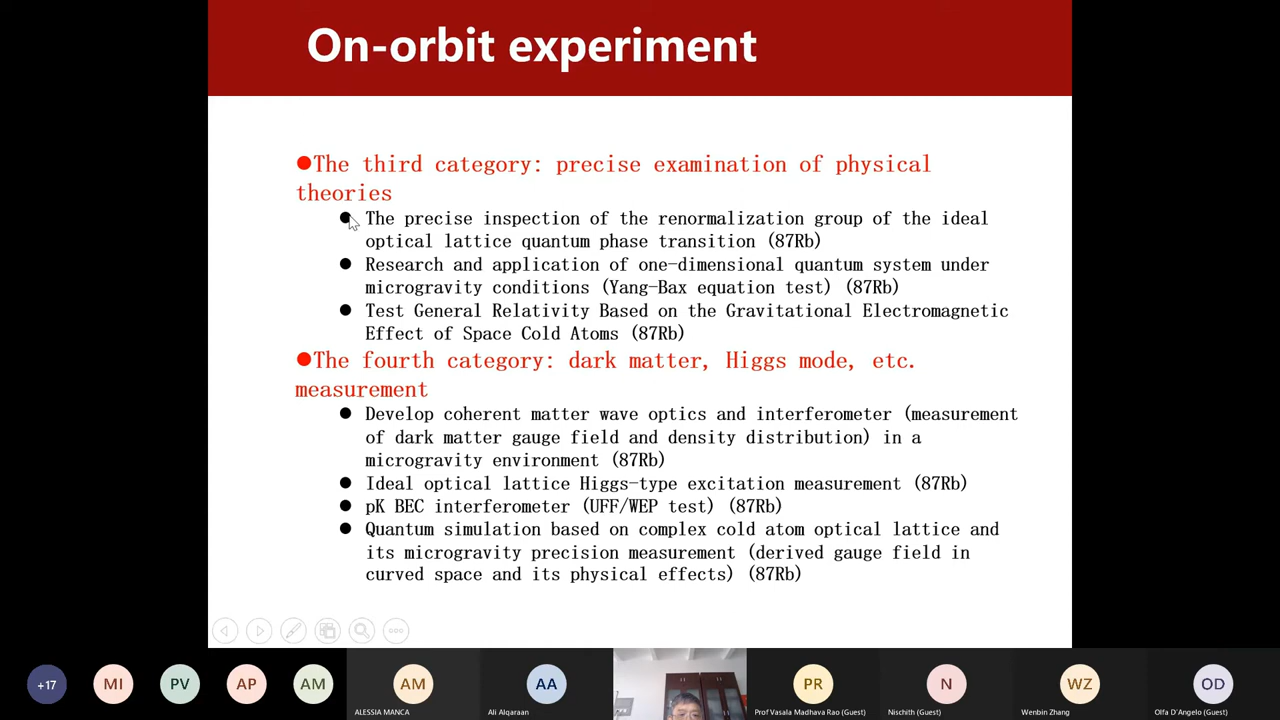 On-orbit experiment
●The third category: precise examination of physical
theories
● The precise inspection of the renormalization group of the ideal
optical lattice quantum phase transition (87Rb)
● Research and application of one-dimensional quantum system under
microgravity conditions (Yang-Bax equation test) (87Rb)
● Test General Relativity Based on the Gravitational Electromagnetic
Effect of Space Cold Atoms (87Rb)
●The fourth category: dark matter, Higgs mode, etc.
measurement
● Develop coherent matter wave optics and interferometer (measurement
of dark matter gauge field and density distribution) in a
microgravity environment (87Rb)
● Ideal optical lattice Higgs-type excitation measurement (87Rb)
● pK BEC interferometer (UFF/WEP test) (87Rb)
● Quantum simulation based on complex cold atom optical lattice and
its microgravity precision measurement (derived gauge field in
curved space and its physical effects) (87Rb)
+17 MI PV AP AM AM AA PR N WZ OD
ALESSIA MANCA Ali Alqaraan Prof Vasala Madhava Rao (Guest) Nischith (Guest) Wenbin Zhang Olfa D'Angelo (Guest)